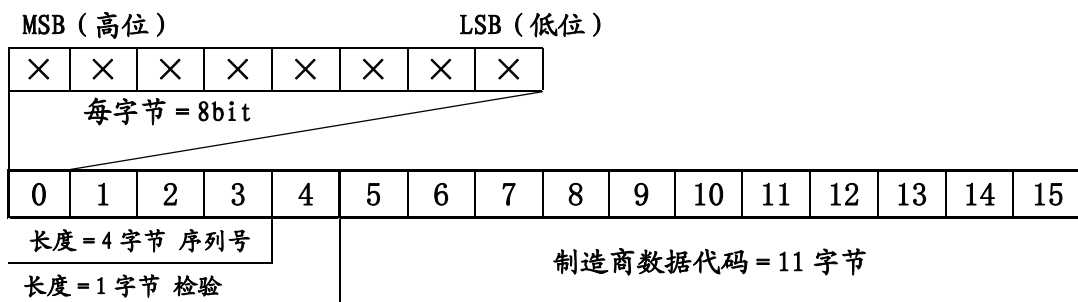 MSB（高位） LSB（低位）
× × × × × × × ×
每字节=8bit
0 1 2 3 4 5 6 7 8 9 10 11 12 13 14 15
长度=4字节 序列号
制造商数据代码=11字节
长度=1字节 检验